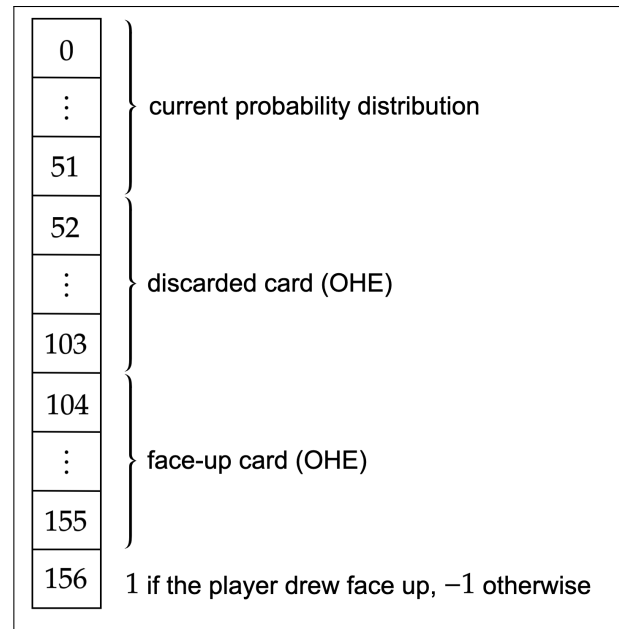 0
⋮ current probability distribution
51
52
⋮ discarded card (OHE)
103
104
⋮ face-up card (OHE)
155
156 1 if the player drew face up, −1 otherwise